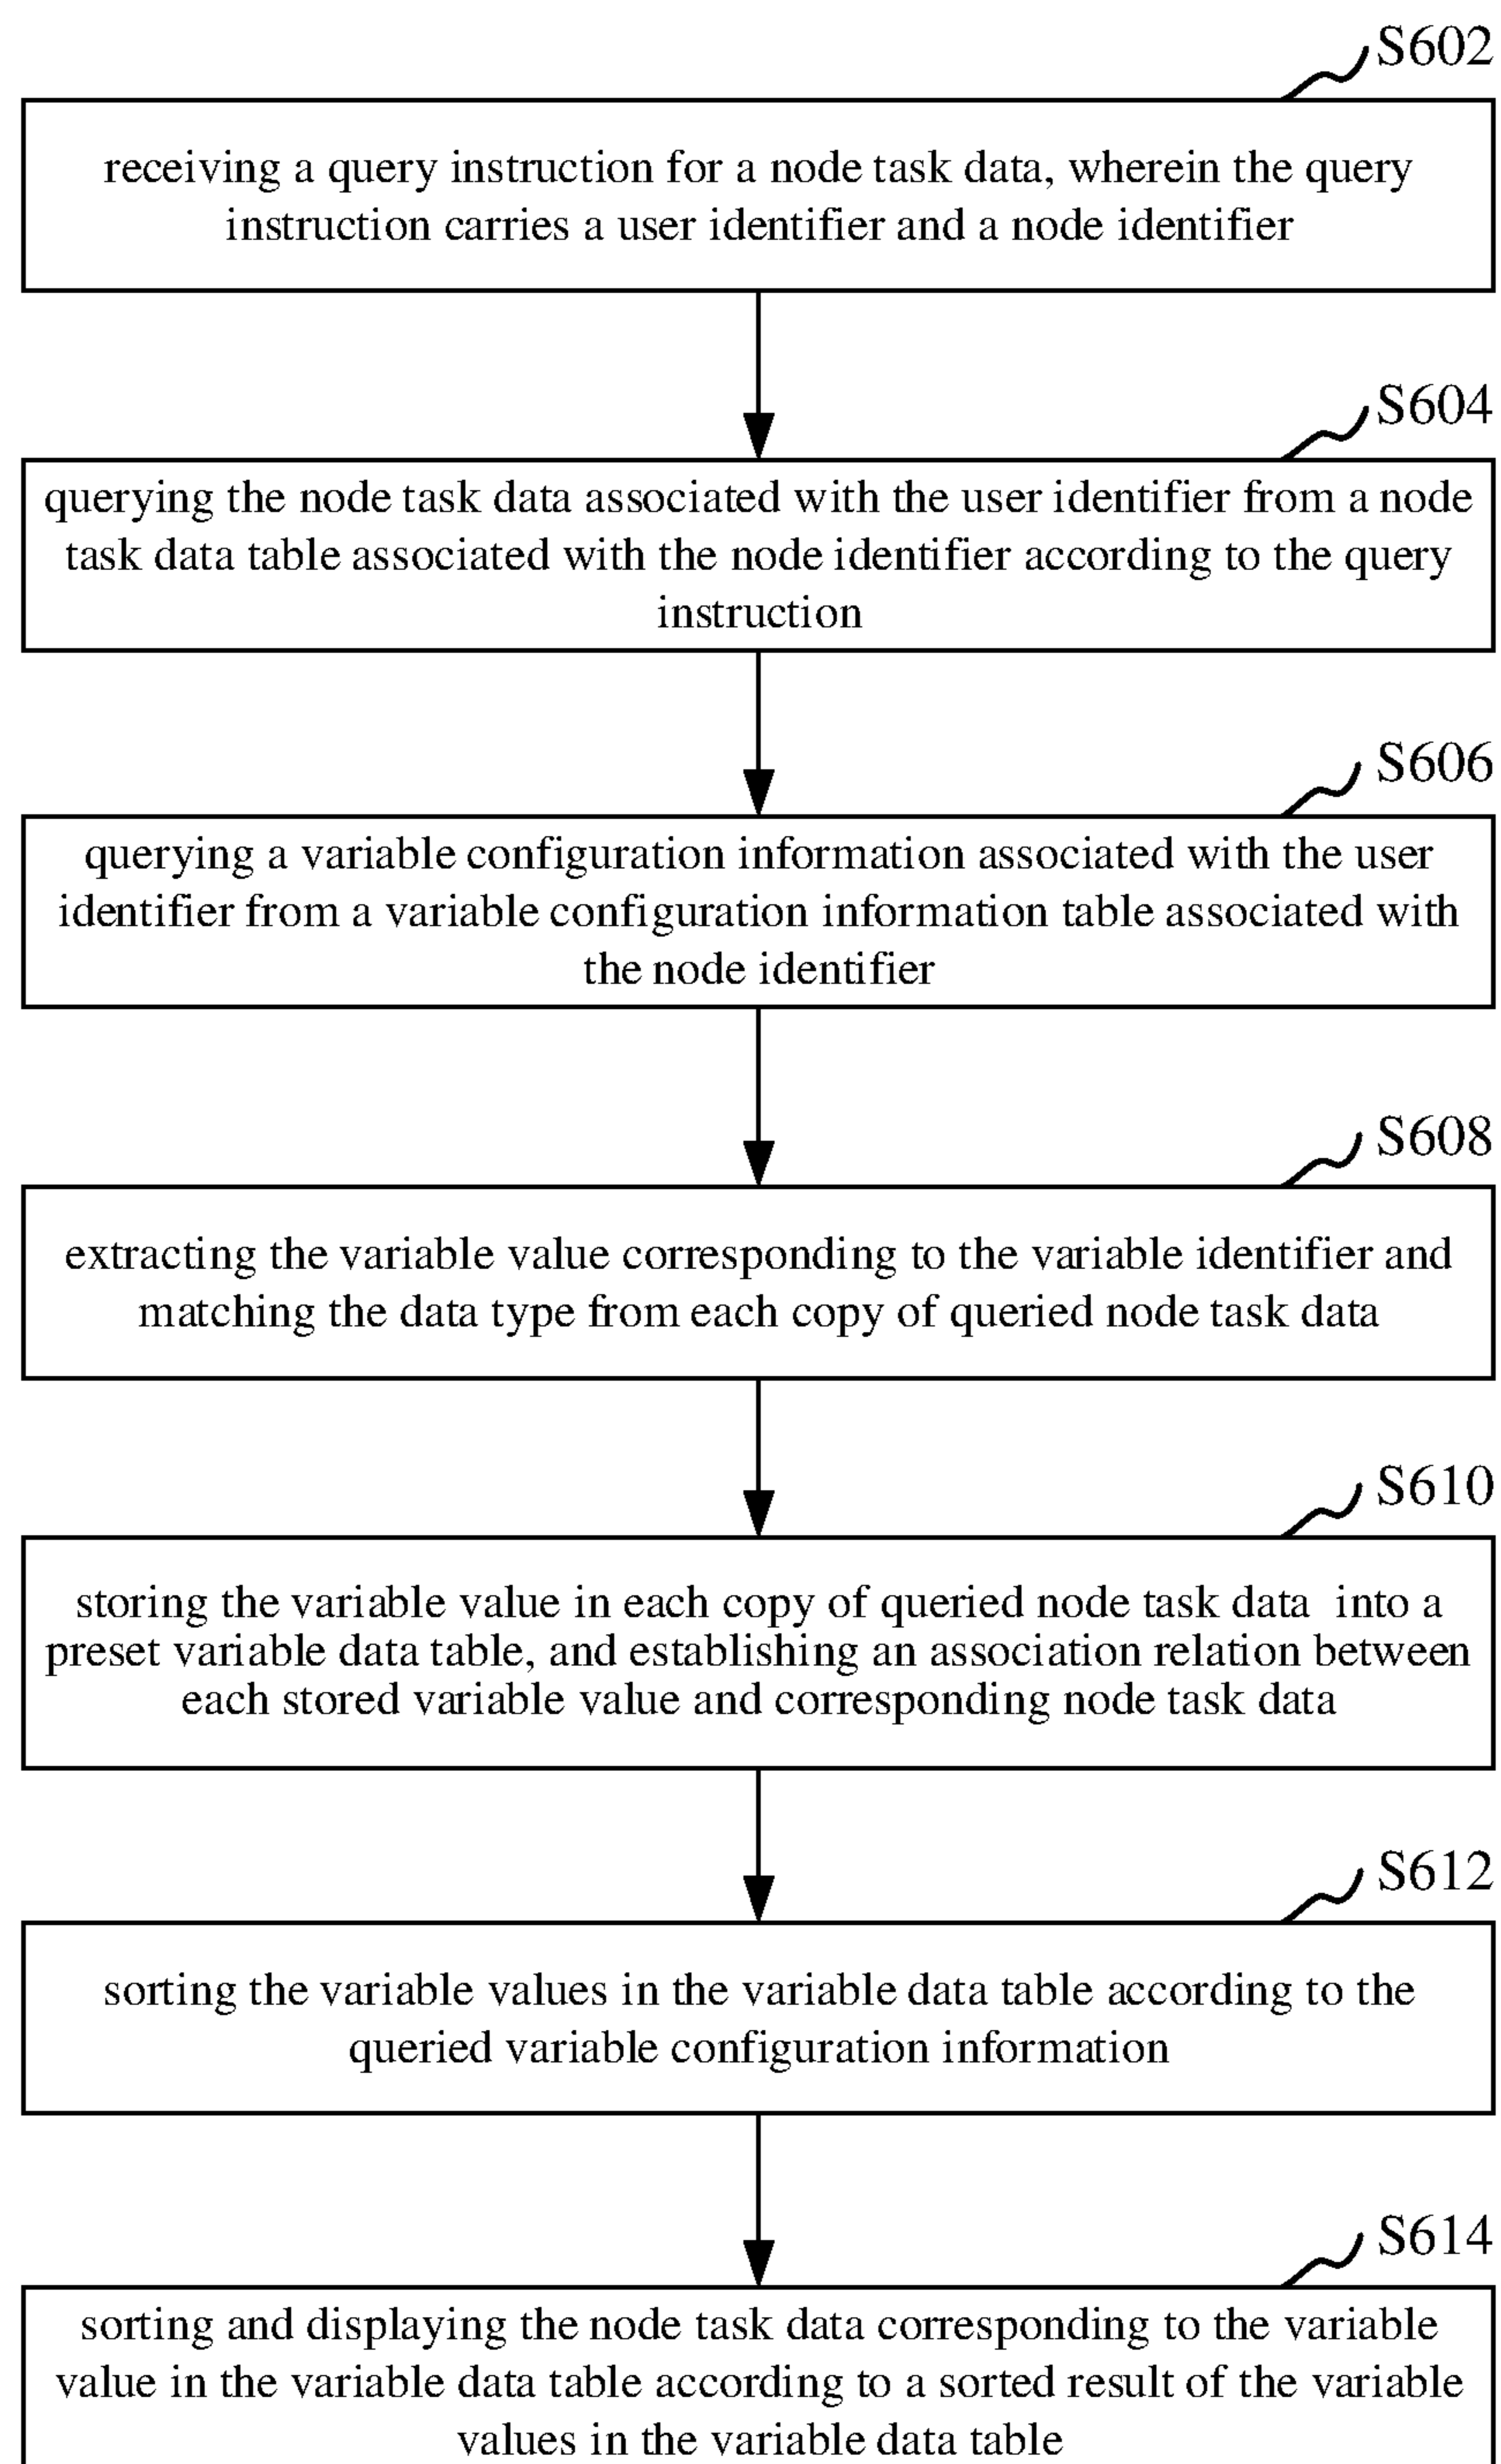 S602
receiving a query instruction for a node task data, wherein the query
instruction carries a user identifier and a node identifier
S604
querying the node task data associated with the user identifier from a node
task data table associated with the node identifier according to the query
instruction
S606
querying a variable configuration information associated with the user
identifier from a variable configuration information table associated with
the node identifier
S608
extracting the variable value corresponding to the variable identifier and
matching the data type from each copy of queried node task data
S610
storing the variable value in each copy of queried node task data into a
preset variable data table, and establishing an association relation between
each stored variable value and corresponding node task data
S612
sorting the variable values in the variable data table according to the
queried variable configuration information
S614
sorting and displaying the node task data corresponding to the variable
value in the variable data table according to a sorted result of the variable
values in the variable data table